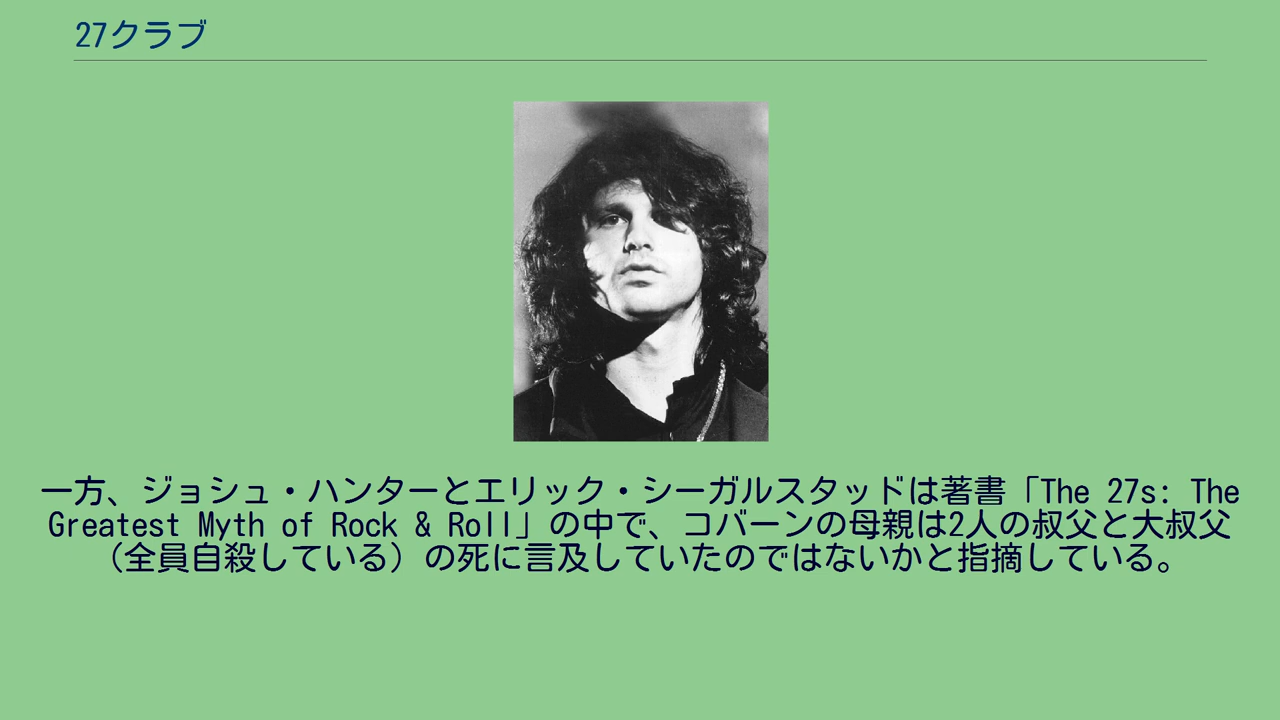 27クラブ
一方、ジョシュ・ハンターとエリック・シーガルスタッドは著書「The 27s: The
Greatest Myth of Rock & Roll」の中で、コバーンの母親は2人の叔父と大叔父
（全員自殺している）の死に言及していたのではないかと指摘している。